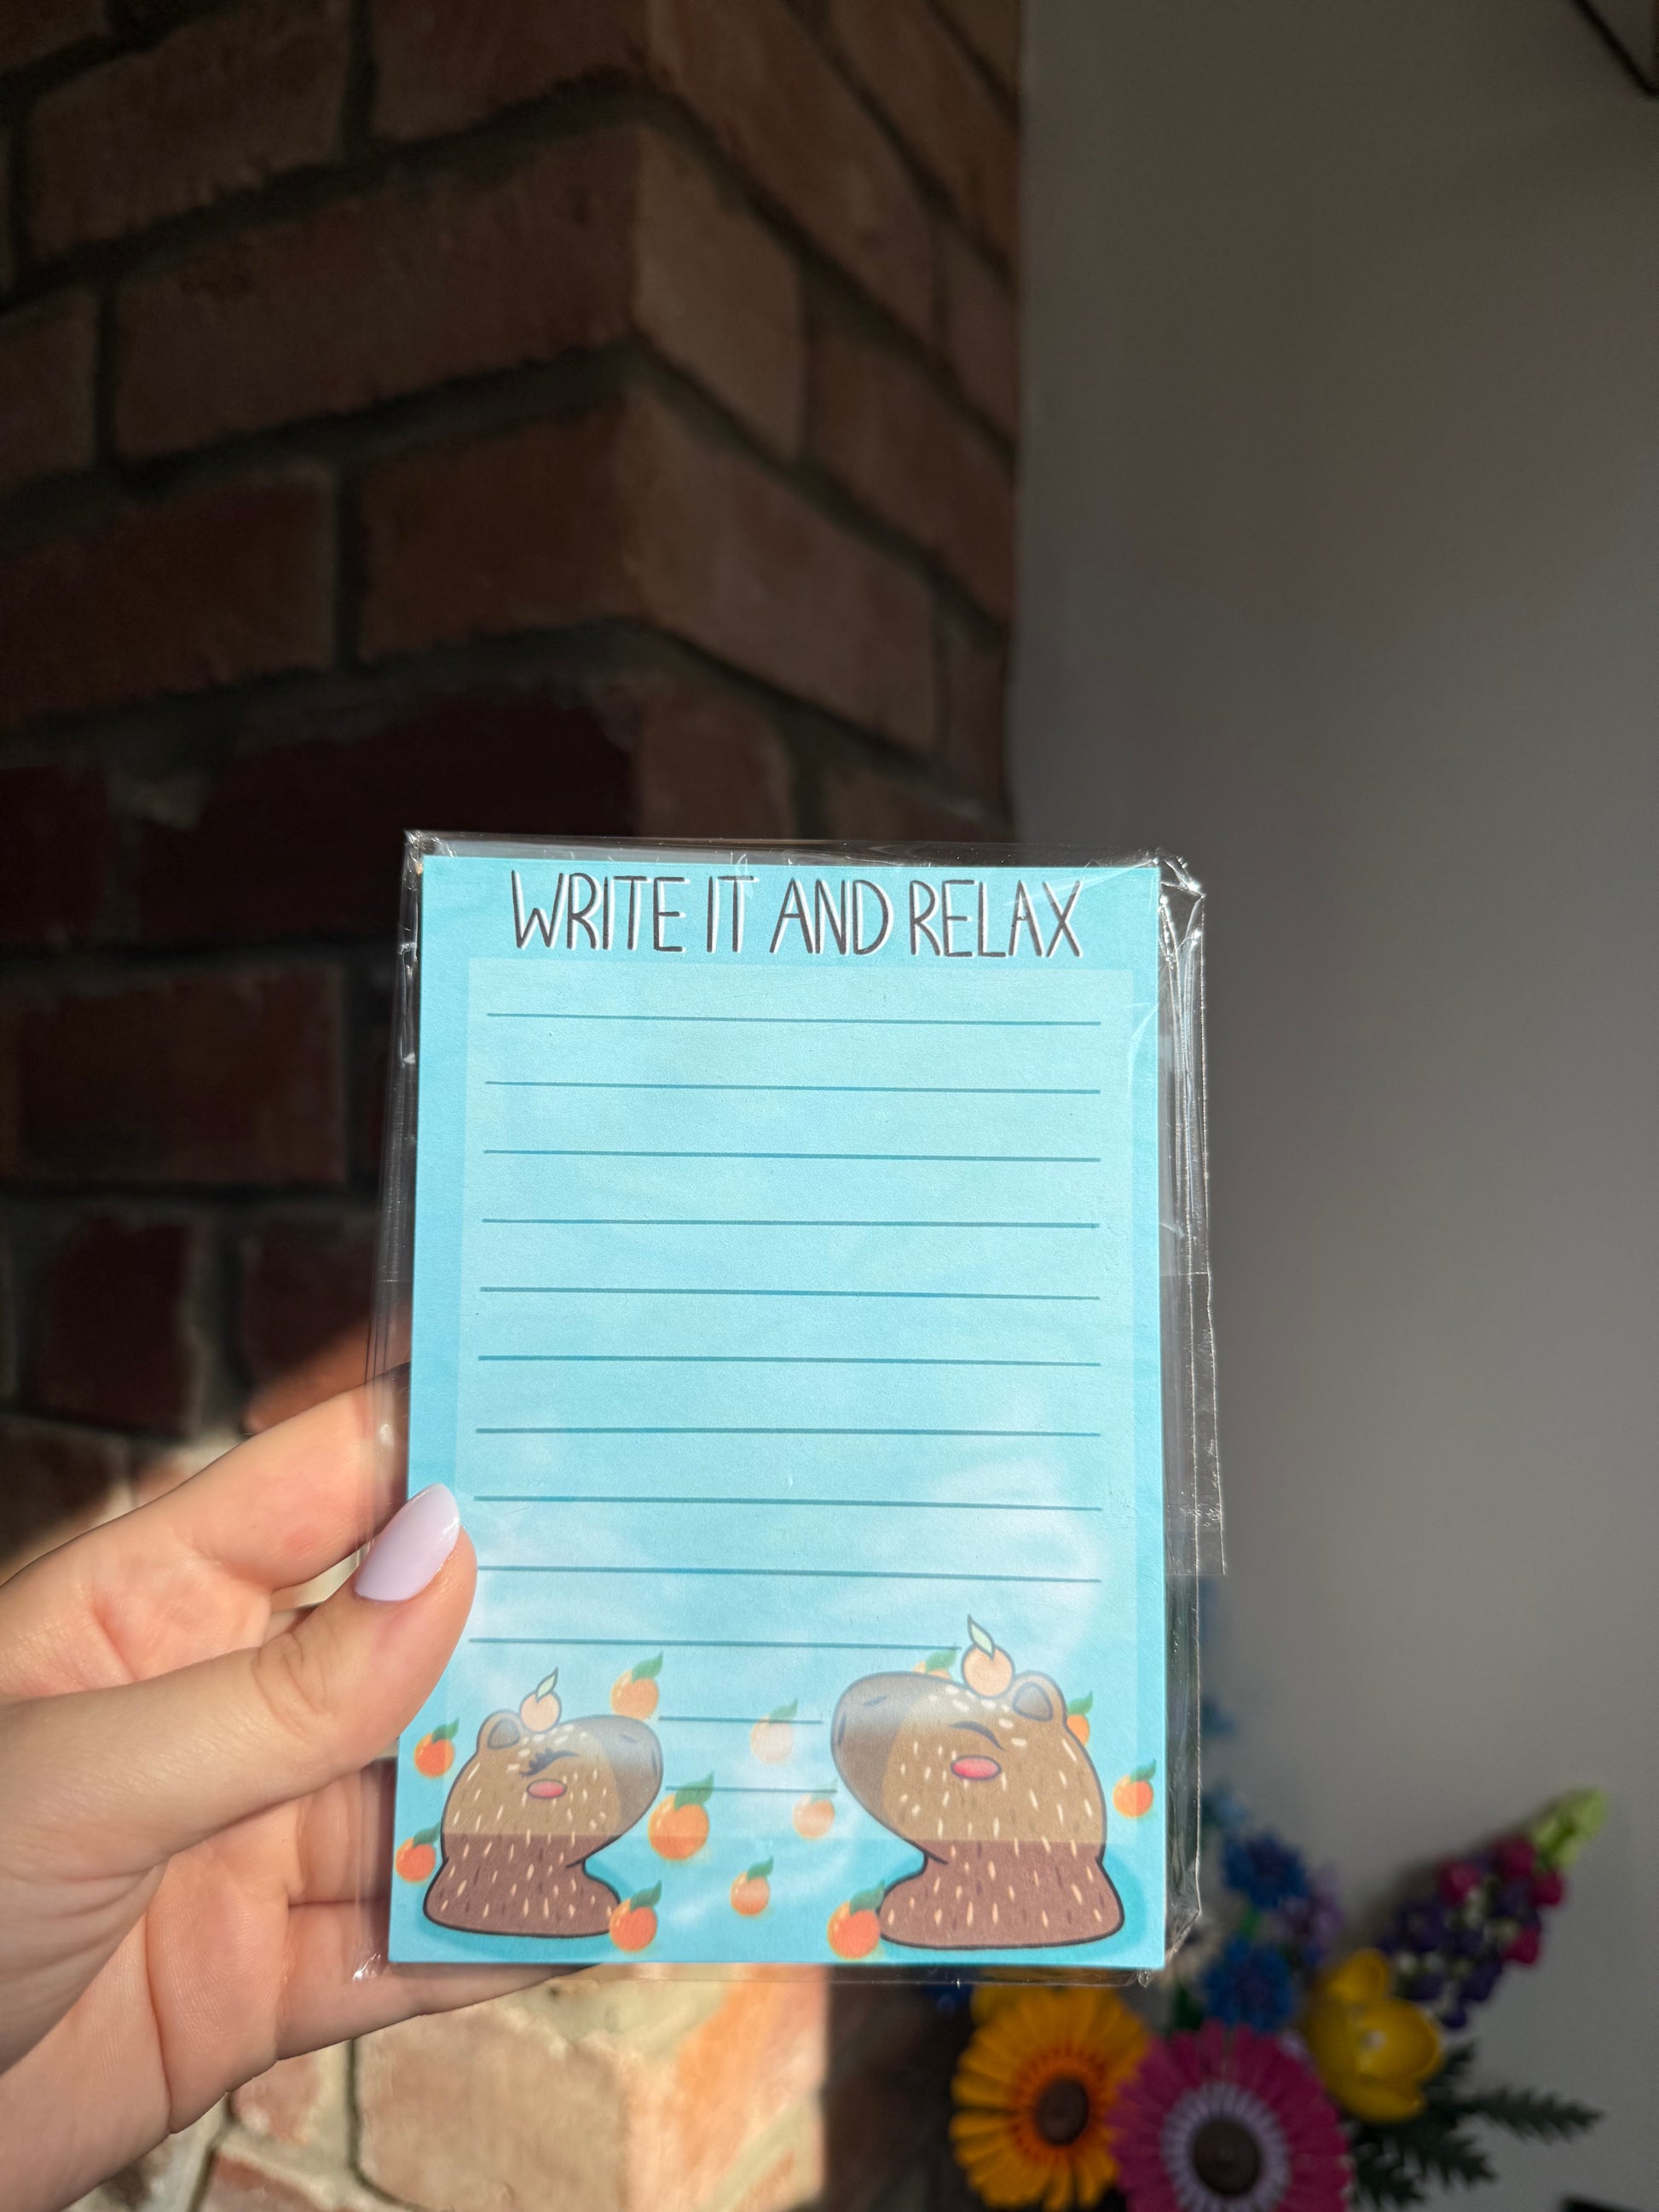 WRITE IT AND RELAX